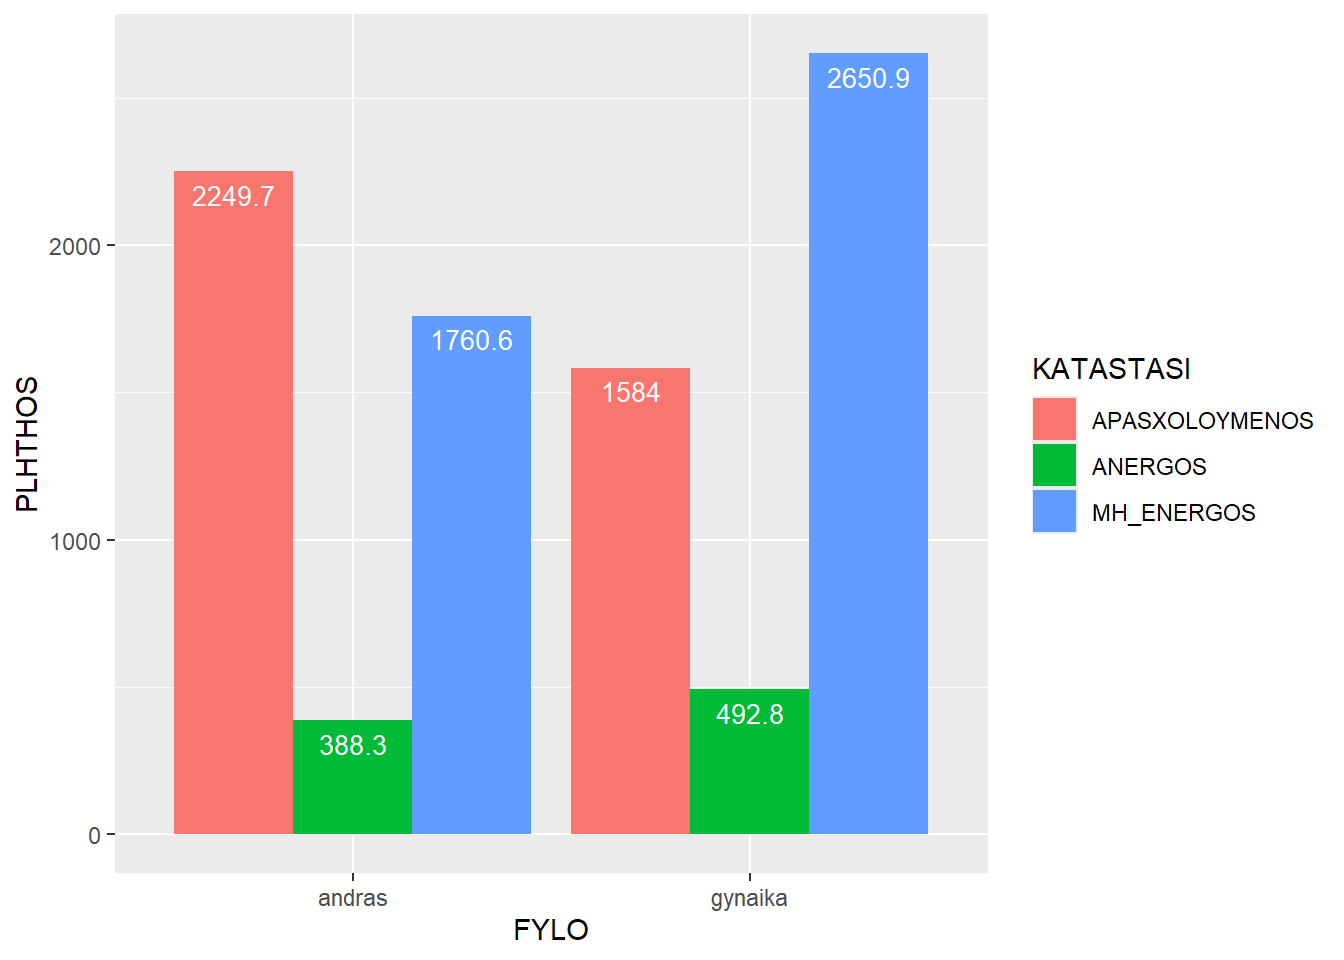 PLHTHOS
2000
1000
0
2249.7
388.3
1760.6
1584
492.8
2650.9
andras
gynaika
FYLO
KATASTASI
APASXOLOYMENOS
ANERGOS
MH_ENERGOS